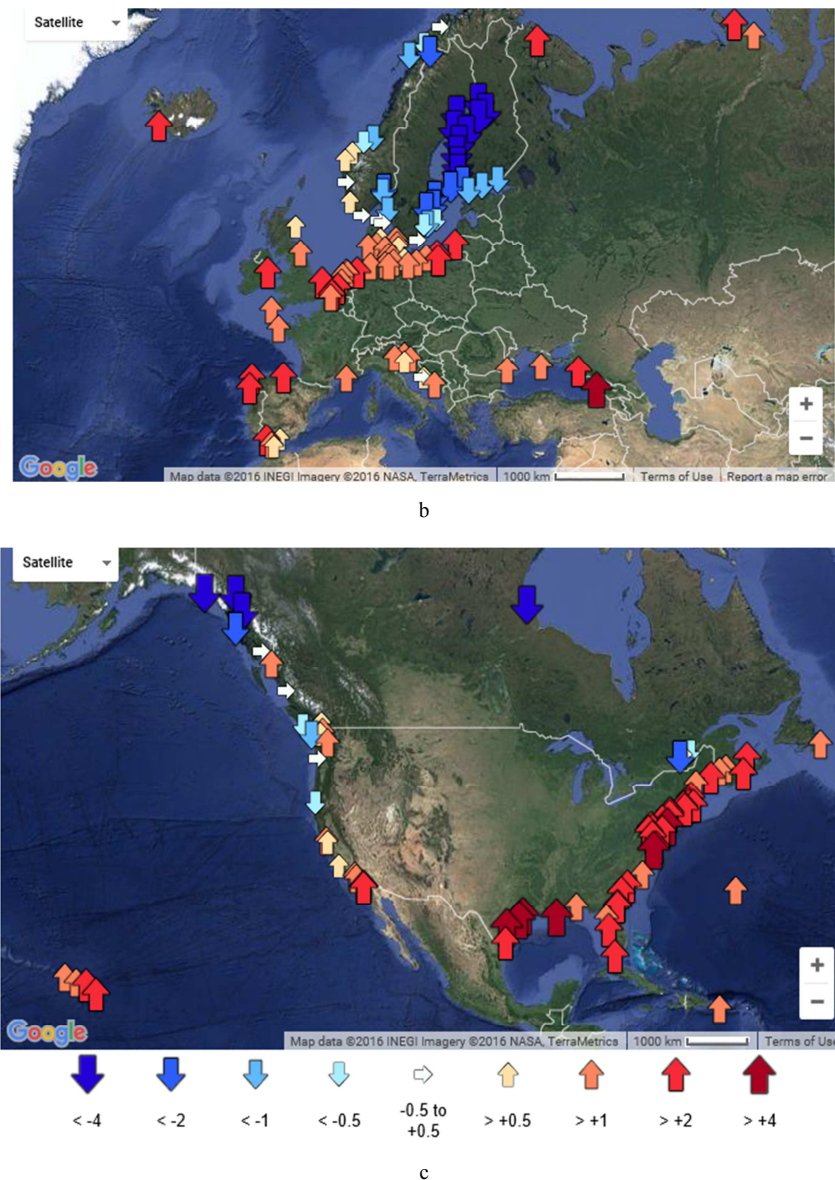 Satellite
Google
Map data ©2016 INEGI Imagery ©2016 NASA, TerraMetrics
1000 km
Terms of Use
Report a map error
+
−
b
Satellite
+
−
Google
Map data ©2016 INEGI Imagery ©2016 NASA, TerraMetrics
1000 km
Terms of Use
< -4
< -2
< -1
< -0.5
-0.5 to
+0.5
> +0.5
> +1
> +2
> +4
c